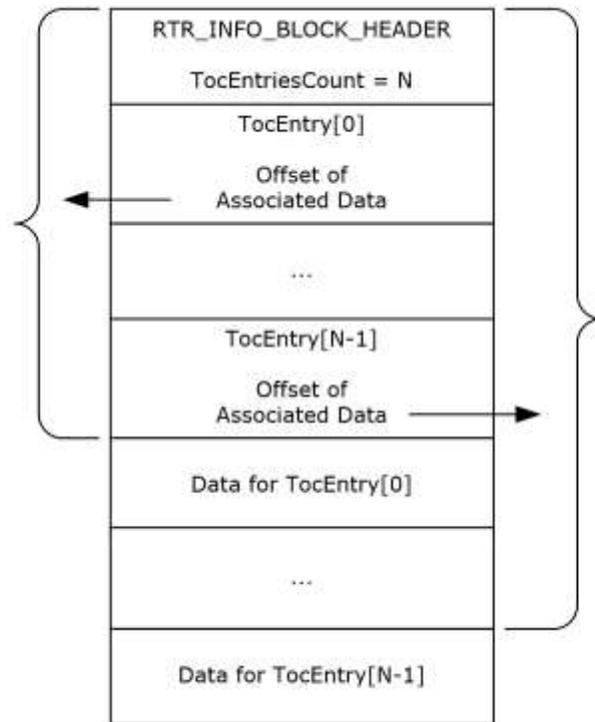 RTR_INFO_BLOCK_HEADER
TocEntriesCount = N
TocEntry[0]
Offset of
Associated Data
...
TocEntry[N-1]
Offset of
Associated Data
Data for TocEntry[0]
...
Data for TocEntry[N-1]